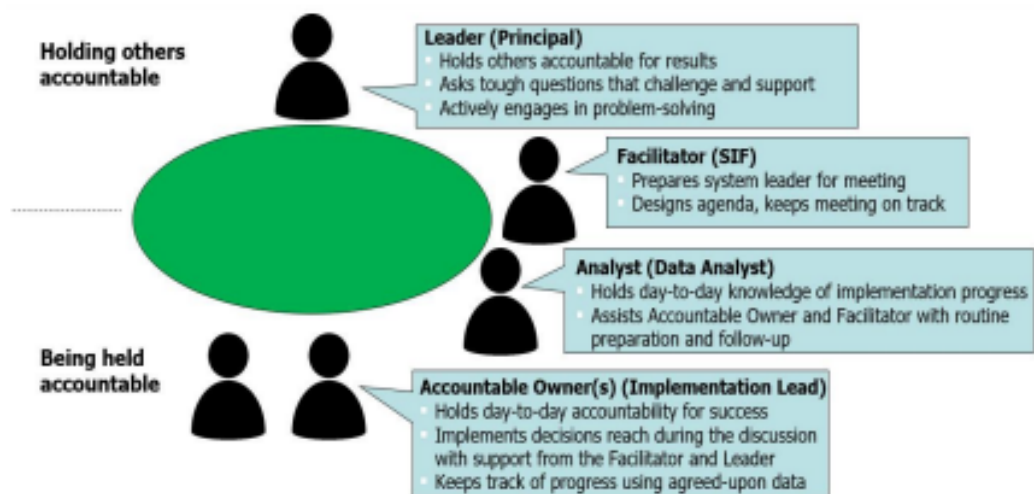 Holding others
accountable
Leader (Principal)
Holds others accountable for results
Asks tough questions that challenge and support
Actively engages in problem-solving
Facilitator (SIF)
Prepares system leader for meeting
Designs agenda, keeps meeting on track
Analyst (Data Analyst)
Holds day-to-day knowledge of implementation progress
Assists Accountable Owner and Facilitator with routine
preparation and follow-up
Being held
accountable
Accountable Owner(s) (Implementation Lead)
Holds day-to-day accountability for success
Implements decisions reach during the discussion
with support from the Facilitator and Leader
Keeps track of progress using agreed-upon data